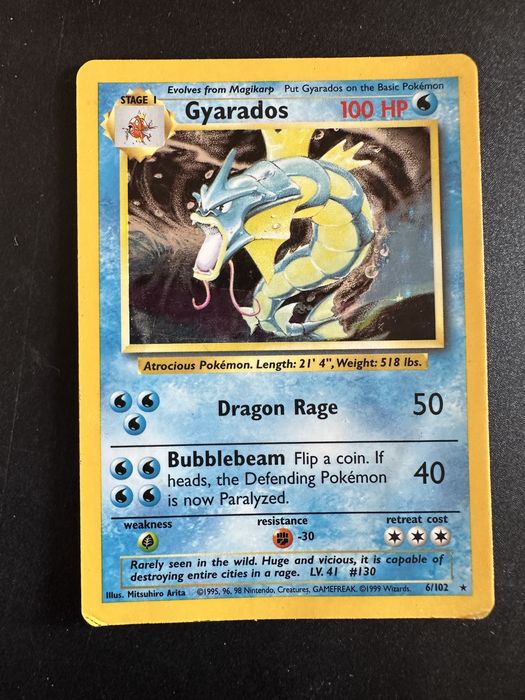 Evolves from Magikarp Put Gyarados on the Basic Pokémon
STAGE 1
Gyarados 100 HP
Atrocious Pokémon. Length: 21' 4", Weight: 518 lbs.
Dragon Rage 50
Bubblebeam Flip a coin. If
heads, the Defending Pokémon
is now Paralyzed.
40
weakness resistance retreat cost
-30
Rarely seen in the wild. Huge and vicious, it is capable of
destroying entire cities in a rage. LV. 41 #130
Illus. Mitsuhiro Arita ©1995, 96, 98 Nintendo, Creatures, GAMEFREAK. ©1999 Wizards. 6/102 ★